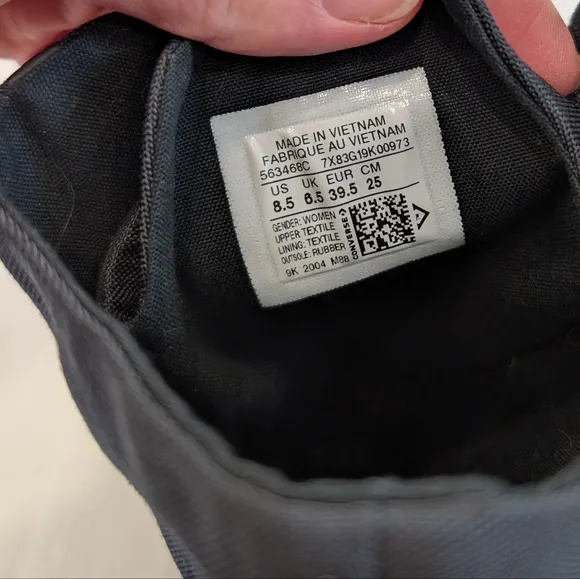 MADE IN VIETNAM
FABRIQUE AU VIETNAM
563468C 7X83G19K00973
US UK EUR CM
8.5 6.5 39.5 25
GENDER: WOMEN
UPPER: TEXTILE
LINING: TEXTILE
OUTSOLE: RUBBER
CONVERSE
9K 2004 M88